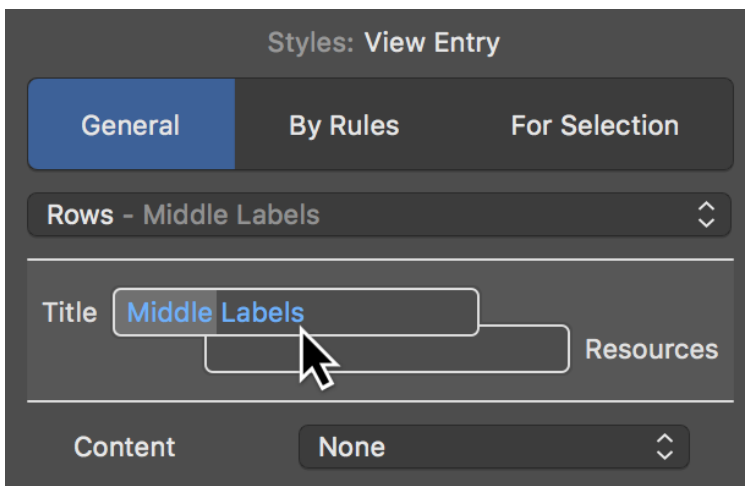 Styles: View Entry
General By Rules For Selection
Rows - Middle Labels
Title Middle Labels
Resources
Content None